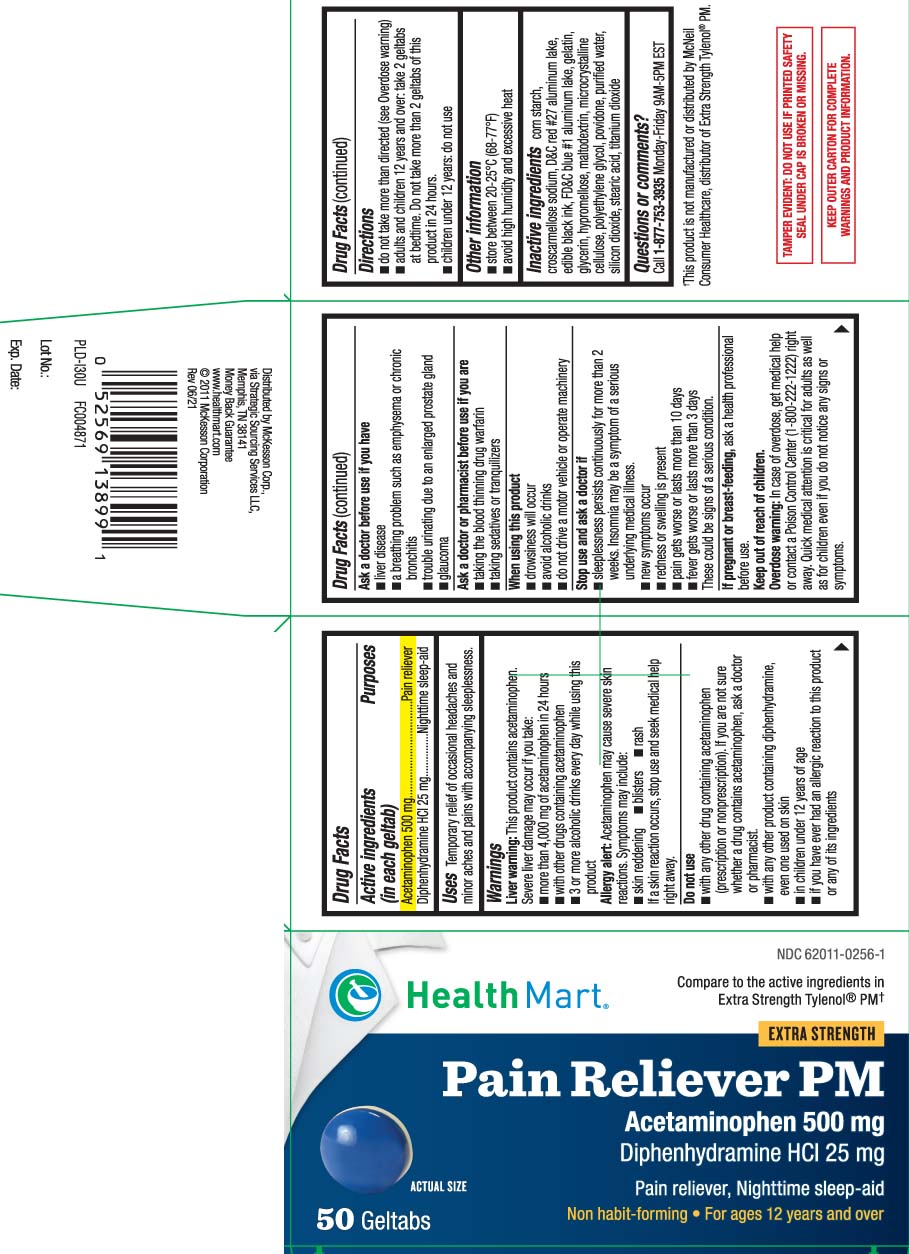 NDC 62011-0256-1
Health Mart®
Compare to the active ingredients in
Extra Strength Tylenol® PM†
EXTRA STRENGTH
Pain Reliever PM
Acetaminophen 500 mg
Diphenhydramine HCl 25 mg
ACTUAL SIZE
Pain reliever, Nighttime sleep-aid
50 Geltabs
Non habit-forming • For ages 12 years and over
Drug Facts
Active ingredients Purposes
(in each geltab)
Acetaminophen 500 mg..............................Pain reliever
Diphenhydramine HCl 25 mg.............Nighttime sleep-aid
Uses Temporary relief of occasional headaches and
minor aches and pains with accompanying sleeplessness.
Warnings
Liver warning: This product contains acetaminophen.
Severe liver damage may occur if you take:
■ more than 4,000 mg of acetaminophen in 24 hours
■ with other drugs containing acetaminophen
■ 3 or more alcoholic drinks every day while using this
product
Allergy alert: Acetaminophen may cause severe skin
reactions. Symptoms may include:
■ skin reddening ■ blisters ■ rash
If a skin reaction occurs, stop use and seek medical help
right away.
Do not use
■ with any other drug containing acetaminophen
(prescription or nonprescription). If you are not sure
whether a drug contains acetaminophen, ask a doctor
or pharmacist.
■ with any other product containing diphenhydramine,
even one used on skin
■ in children under 12 years of age
■ if you have ever had an allergic reaction to this product
or any of its ingredients
Drug Facts (continued)
Ask a doctor before use if you have
■ liver disease
■ a breathing problem such as emphysema or chronic
bronchitis
■ trouble urinating due to an enlarged prostate gland
■ glaucoma
Ask a doctor or pharmacist before use if you are
■ taking the blood thinning drug warfarin
■ taking sedatives or tranquilizers
When using this product
■ drowsiness will occur
■ avoid alcoholic drinks
■ do not drive a motor vehicle or operate machinery
Stop use and ask a doctor if
■ sleeplessness persists continuously for more than 2
weeks. Insomnia may be a symptom of a serious
underlying medical illness.
■ new symptoms occur
■ redness or swelling is present
■ pain gets worse or lasts more than 10 days
■ fever gets worse or lasts more than 3 days
These could be signs of a serious condition.
If pregnant or breast-feeding, ask a health professional
before use.
Keep out of reach of children.
Overdose warning: In case of overdose, get medical help
or contact a Poison Control Center (1-800-222-1222) right
away. Quick medical attention is critical for adults as well
as for children even if you do not notice any signs or
symptoms.
Drug Facts (continued)
Directions
■ do not take more than directed (see Overdose warning)
■ adults and children 12 years and over: take 2 geltabs
at bedtime. Do not take more than 2 geltabs of this
product in 24 hours.
■ children under 12 years: do not use
Other information
■ store between 20-25°C (68-77°F)
■ avoid high humidity and excessive heat
Inactive ingredients corn starch,
croscarmellose sodium, D&C red #27 aluminum lake,
edible black ink, FD&C blue #1 aluminum lake, gelatin,
glycerin, hypromellose, maltodextrin, microcrystalline
cellulose, polyethylene glycol, povidone, purified water,
silicon dioxide, stearic acid, titanium dioxide
Questions or comments?
Call 1-877-753-3935 Monday-Friday 9AM-5PM EST
†This product is not manufactured or distributed by McNeil
Consumer Healthcare, distributor of Extra Strength Tylenol® PM.
TAMPER EVIDENT: DO NOT USE IF PRINTED SAFETY
SEAL UNDER CAP IS BROKEN OR MISSING.
KEEP OUTER CARTON FOR COMPLETE
WARNINGS AND PRODUCT INFORMATION.
Distributed by McKesson Corp.,
via Strategic Sourcing Services LLC,
Memphis, TN 38141
Money Back Guarantee
www.healthmart.com
© 2011 McKesson Corporation
Rev 06/21
0 52569 13899 1
PLD-I30U FC004871
Lot No.:
Exp. Date: